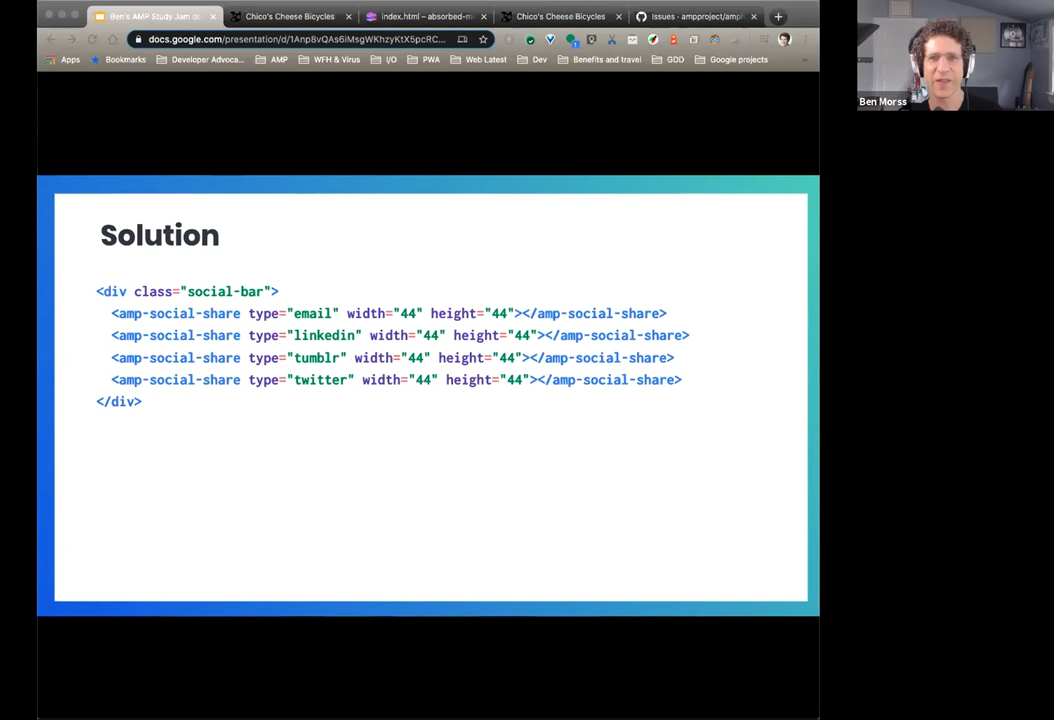 Ben's AMP Study Jam
Chico's Cheese Bicycles
index.html – absorbed-m
Chico's Cheese Bicycles
Issues · ampproject/amph
docs.google.com/presentation/d/1Anp8vQAs6iMsgWKhzyKtX5pcRC...
Apps
Bookmarks
Developer Advoca...
AMP
WFH & Virus
I/O
PWA
Web Latest
Dev
Benefits and travel
GDD
Google projects
Ben Morss
Solution
<div class="social-bar">
<amp-social-share type="email" width="44" height="44"></amp-social-share>
<amp-social-share type="linkedin" width="44" height="44"></amp-social-share>
<amp-social-share type="tumblr" width="44" height="44"></amp-social-share>
<amp-social-share type="twitter" width="44" height="44"></amp-social-share>
</div>